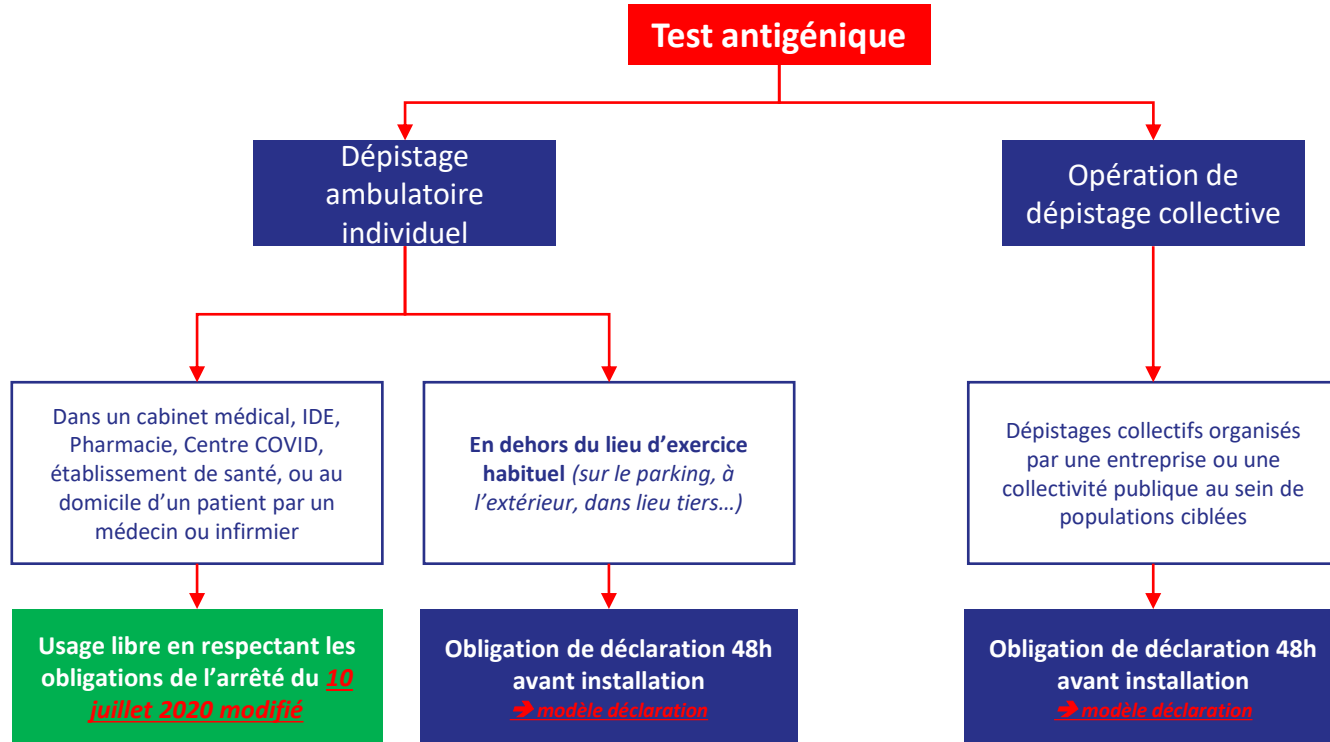 Test antigénique
Dépistage
ambulatoire
individuel
Opération de
dépistage collective
Dans un cabinet médical, IDE,
Pharmacie, Centre COVID,
établissement de santé, ou au
domicile d’un patient par un
médecin ou infirmier
En dehors du lieu d’exercice
habituel (sur le parking, à
l’extérieur, dans lieu tiers…)
Dépistages collectifs organisés
par une entreprise ou une
collectivité publique au sein de
populations ciblées
Usage libre en respectant les
obligations de l’arrêté du 10
juillet 2020 modifié
Obligation de déclaration 48h
avant installation
➔ modèle déclaration
Obligation de déclaration 48h
avant installation
➔ modèle déclaration